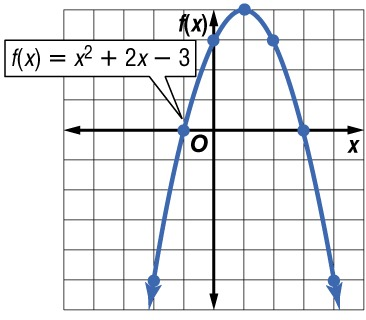 f(x)
f(x) = x² + 2x − 3
O
x